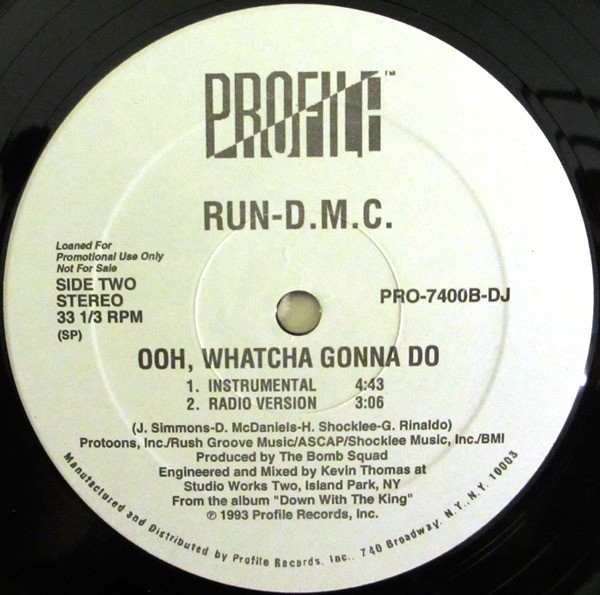 PROFILE™
RUN-D.M.C.
Loaned For
Promotional Use Only
Not For Sale
SIDE TWO
STEREO
33 1/3 RPM
(SP)
PRO-7400B-DJ
OOH, WHATCHA GONNA DO
1. INSTRUMENTAL 4:43
2. RADIO VERSION 3:06
(J. Simmons-D. McDaniels-H. Shocklee-G. Rinaldo)
Protoons, Inc./Rush Groove Music/ASCAP/Shocklee Music, Inc./BMI
Produced by The Bomb Squad
Engineered and Mixed by Kevin Thomas at
Studio Works Two, Island Park, NY
From the album "Down With The King"
℗ 1993 Profile Records, Inc.
Manufactured and Distributed by Profile Records, Inc., 740 Broadway, N.Y., N.Y. 10003